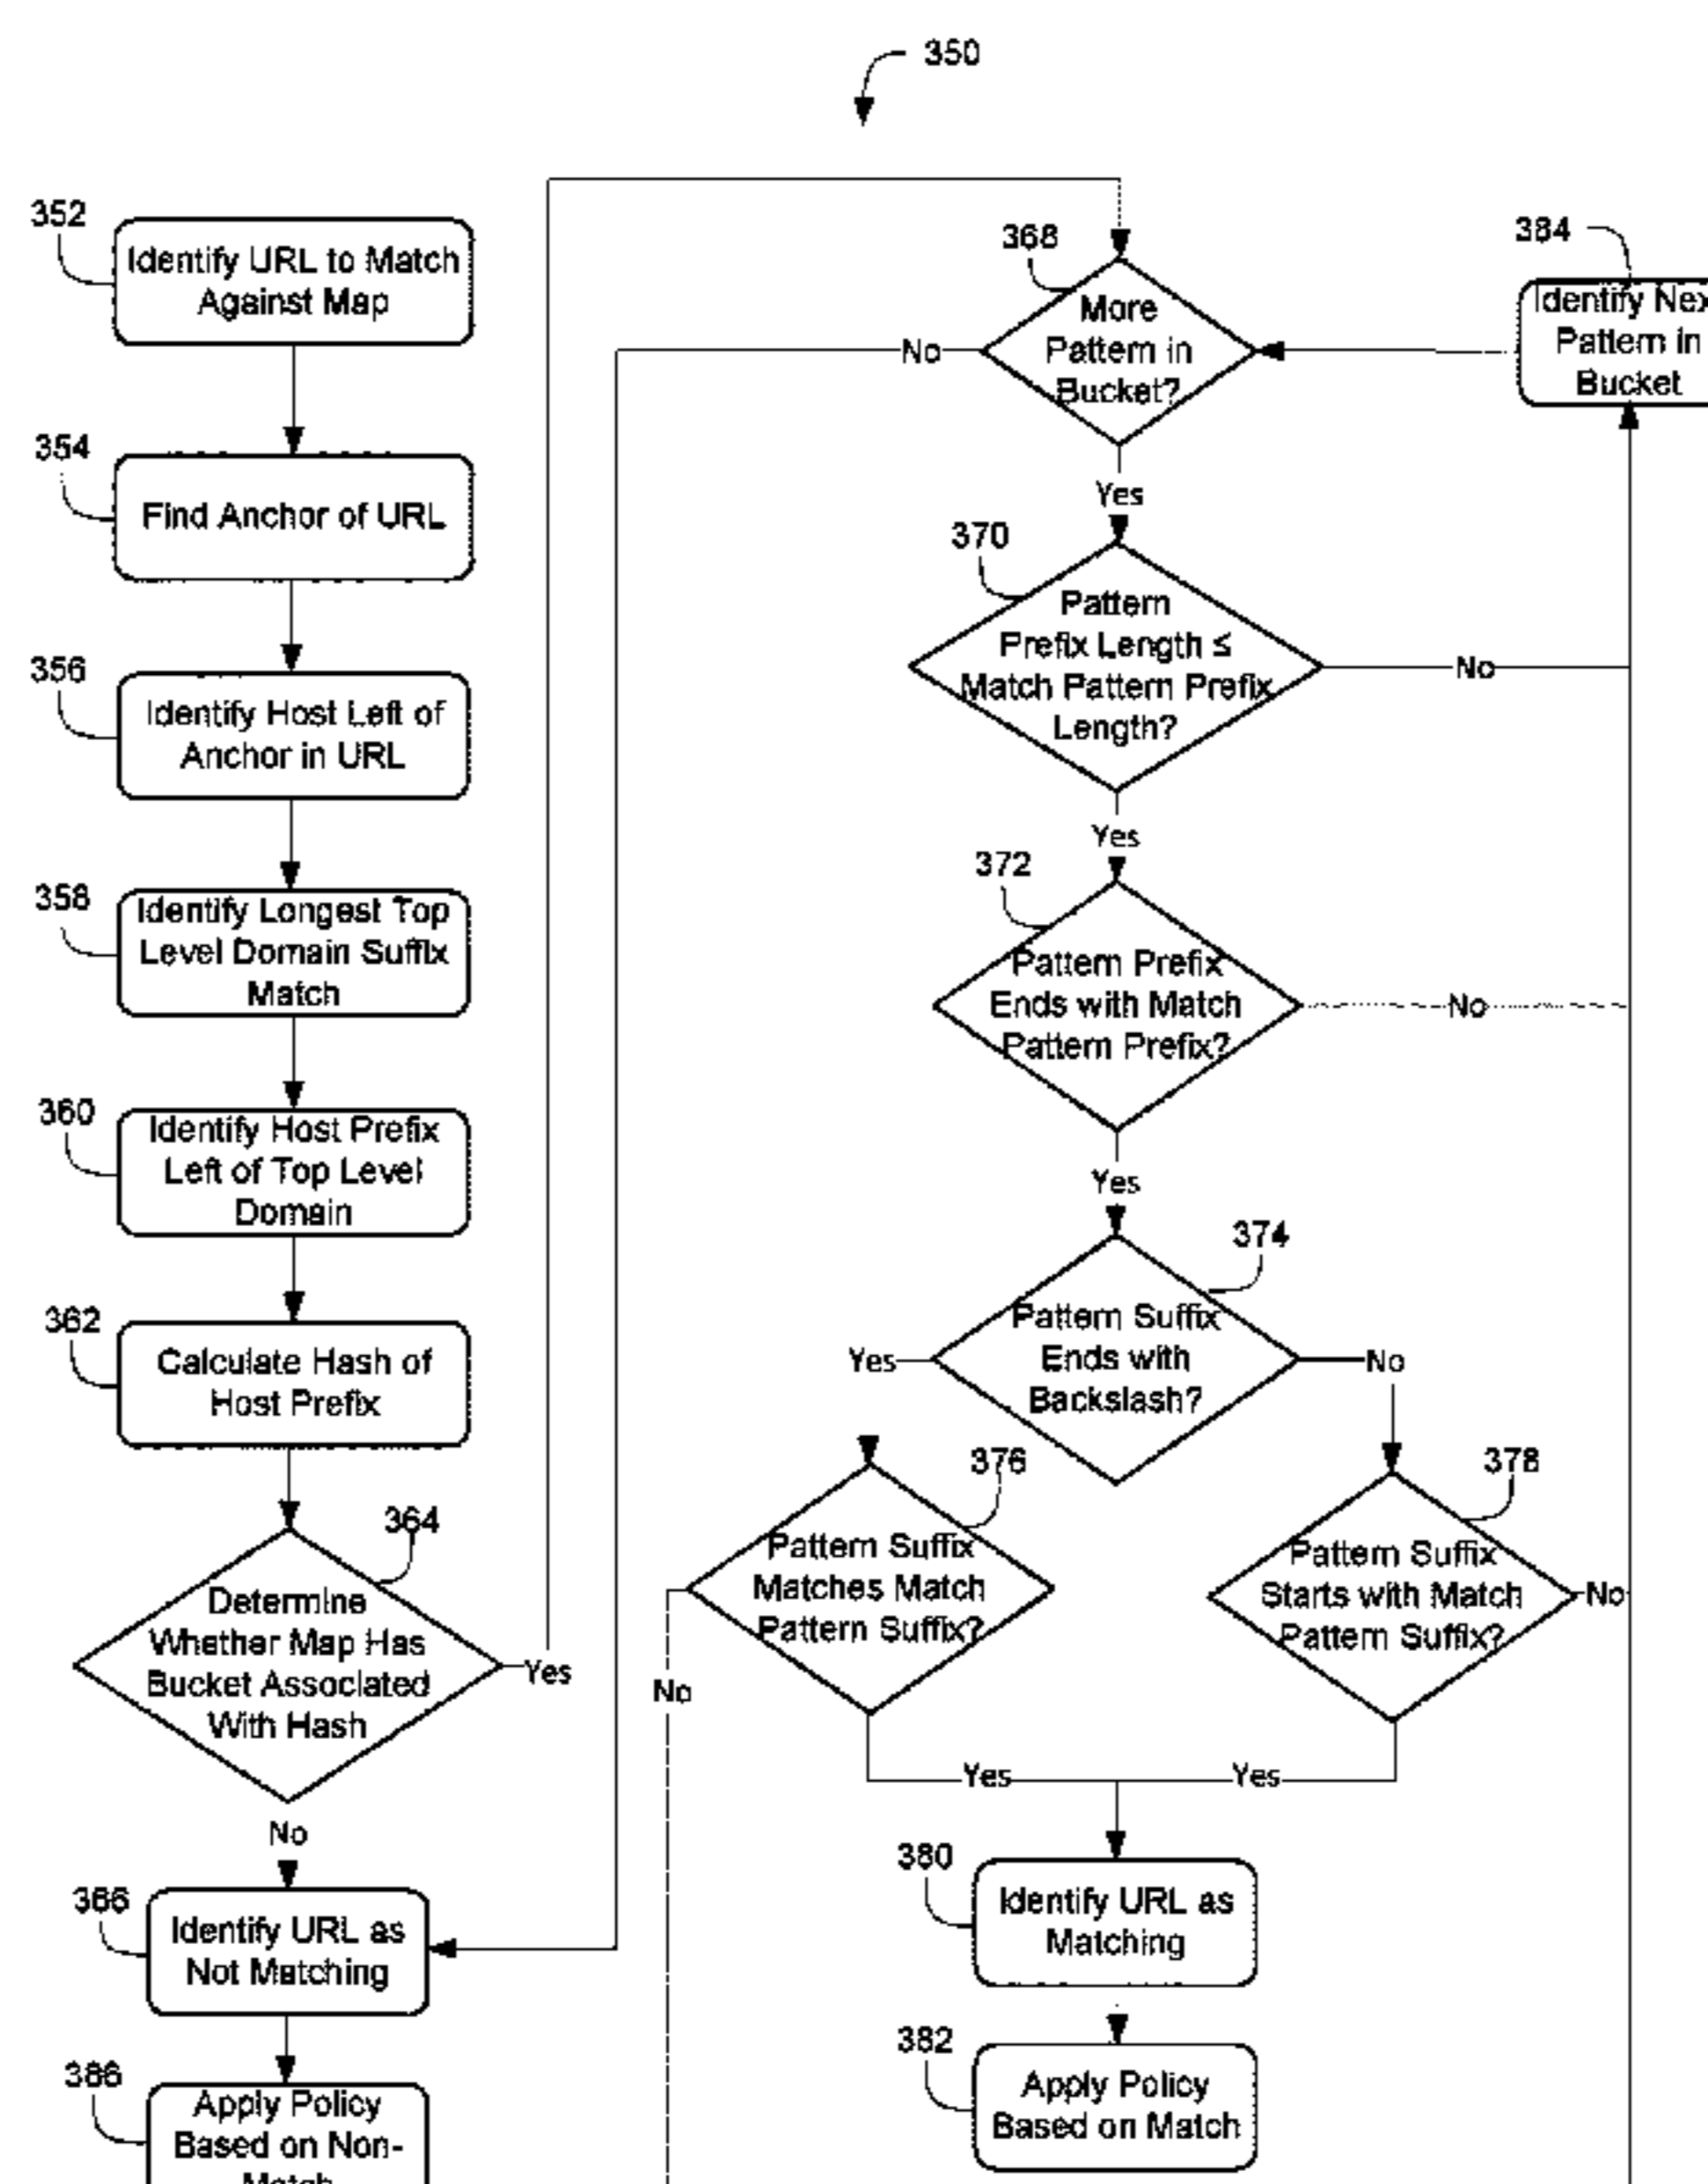 350
352
Identify URL to Match
Against Map
354
Find Anchor of URL
356
Identify Host Left of
Anchor in URL
358
Identify Longest Top
Level Domain Suffix
Match
360
Identify Host Prefix
Left of Top Level
Domain
362
Calculate Hash of
Host Prefix
364
Determine
Whether Map Has
Bucket Associated
With Hash
Yes
No
366
Identify URL as
Not Matching
386
Apply Policy
Based on Non-
Match
368
More
Pattern in
Bucket?
No
Yes
384
Identify Nex
Pattern in
Bucket
370
Pattern
Prefix Length ≤
Match Pattern Prefix
Length?
No
Yes
372
Pattern Prefix
Ends with Match
Pattern Prefix?
No
Yes
374
Pattern Suffix
Ends with
Backslash?
Yes
No
376
Pattern Suffix
Matches Match
Pattern Suffix?
No
378
Pattern Suffix
Starts with Match
Pattern Suffix?
No
Yes
Yes
380
Identify URL as
Matching
382
Apply Policy
Based on Match